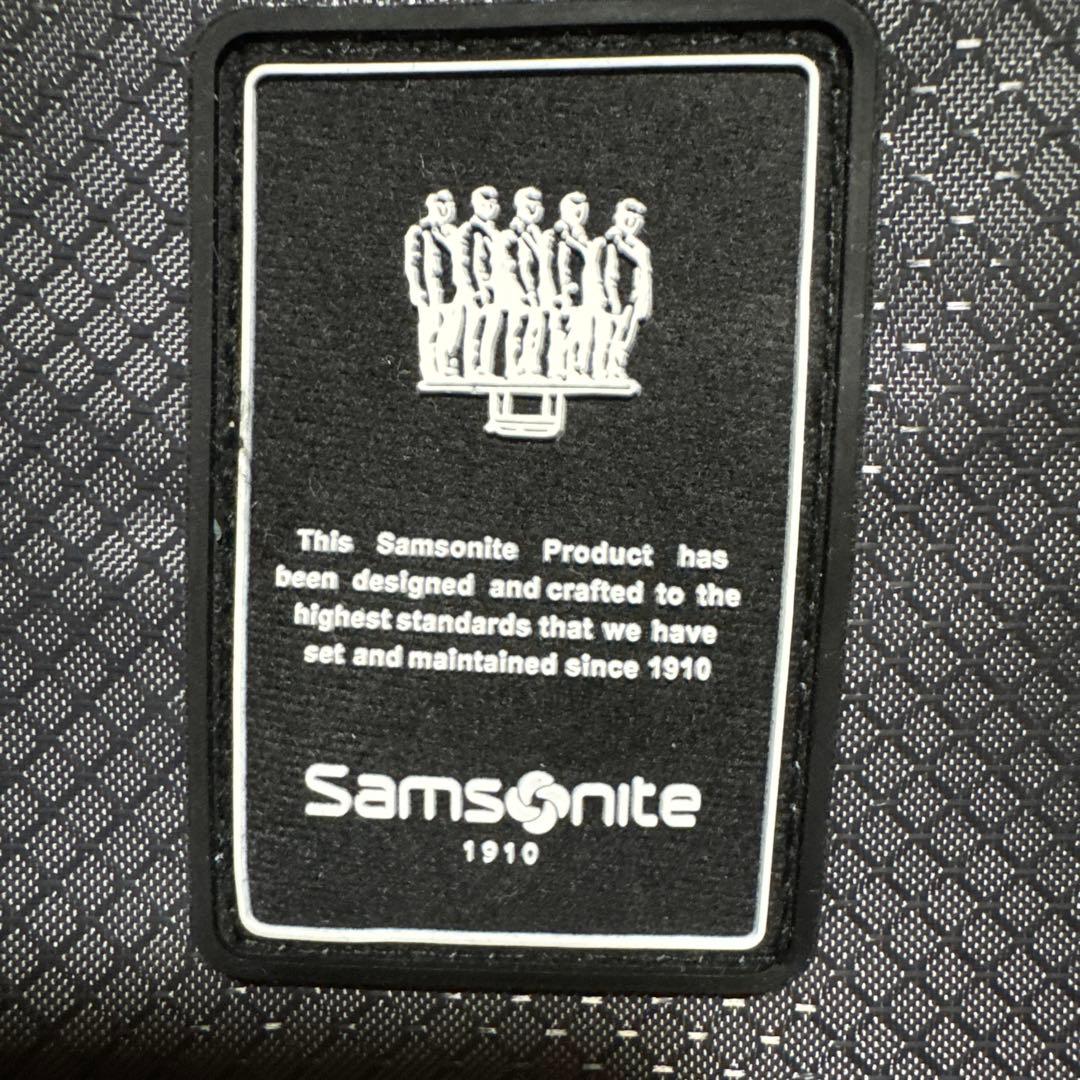 This Samsonite Product has
been designed and crafted to the
highest standards that we have
set and maintained since 1910
Samsonite
1910